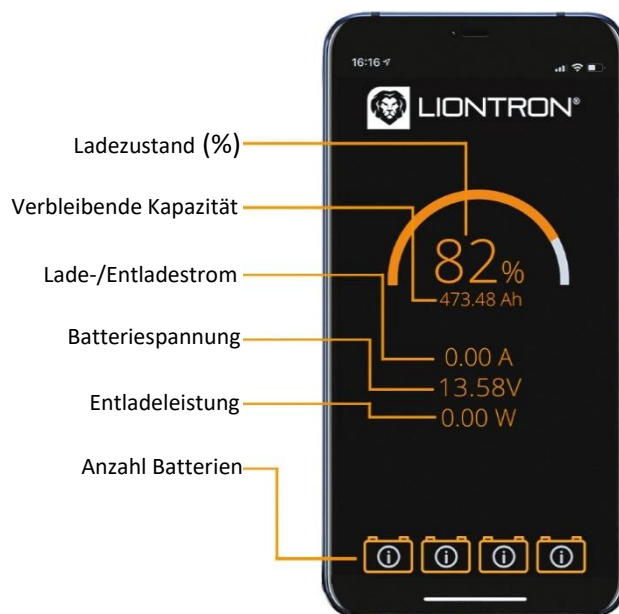 16:16
LIONTRON®
Ladezustand (%)
Verbleibende Kapazität
82%
Lade-/Entladestrom
473.48 Ah
Batteriespannung
0.00 A
13.58V
Entladeleistung
0.00 W
Anzahl Batterien
i i i i